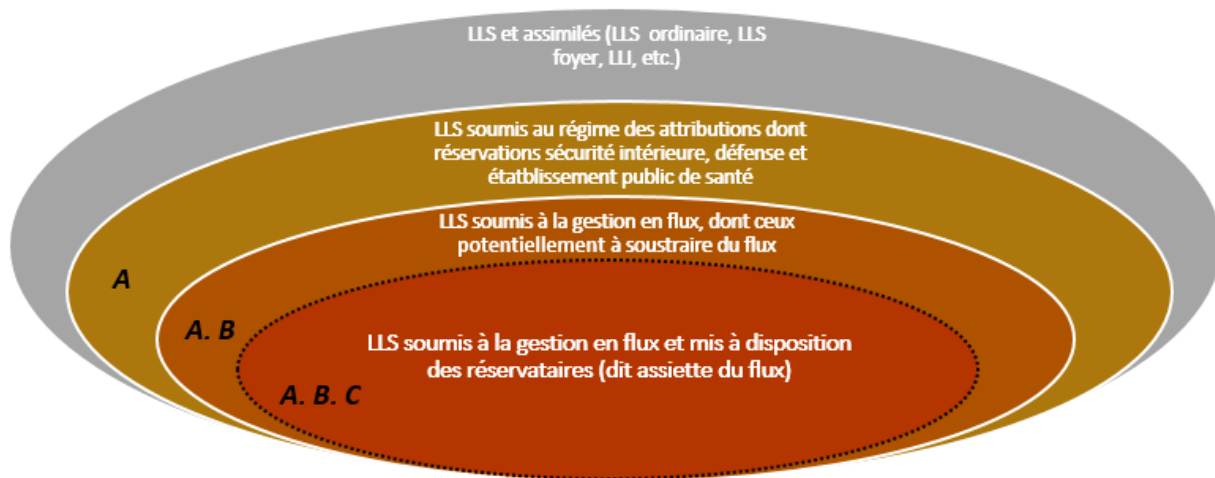 LLS et assimilés (LLS ordinaire, LLS
foyer, LLI, etc.)
LLS soumis au régime des attributions dont
réservations sécurité intérieure, défense et
étatblissement public de santé
LLS soumis à la gestion en flux, dont ceux
potentiellement à soustraire du flux
A
A. B
LLS soumis à la gestion en flux et mis à disposition
des réservataires (dit assiette du flux)
A. B. C